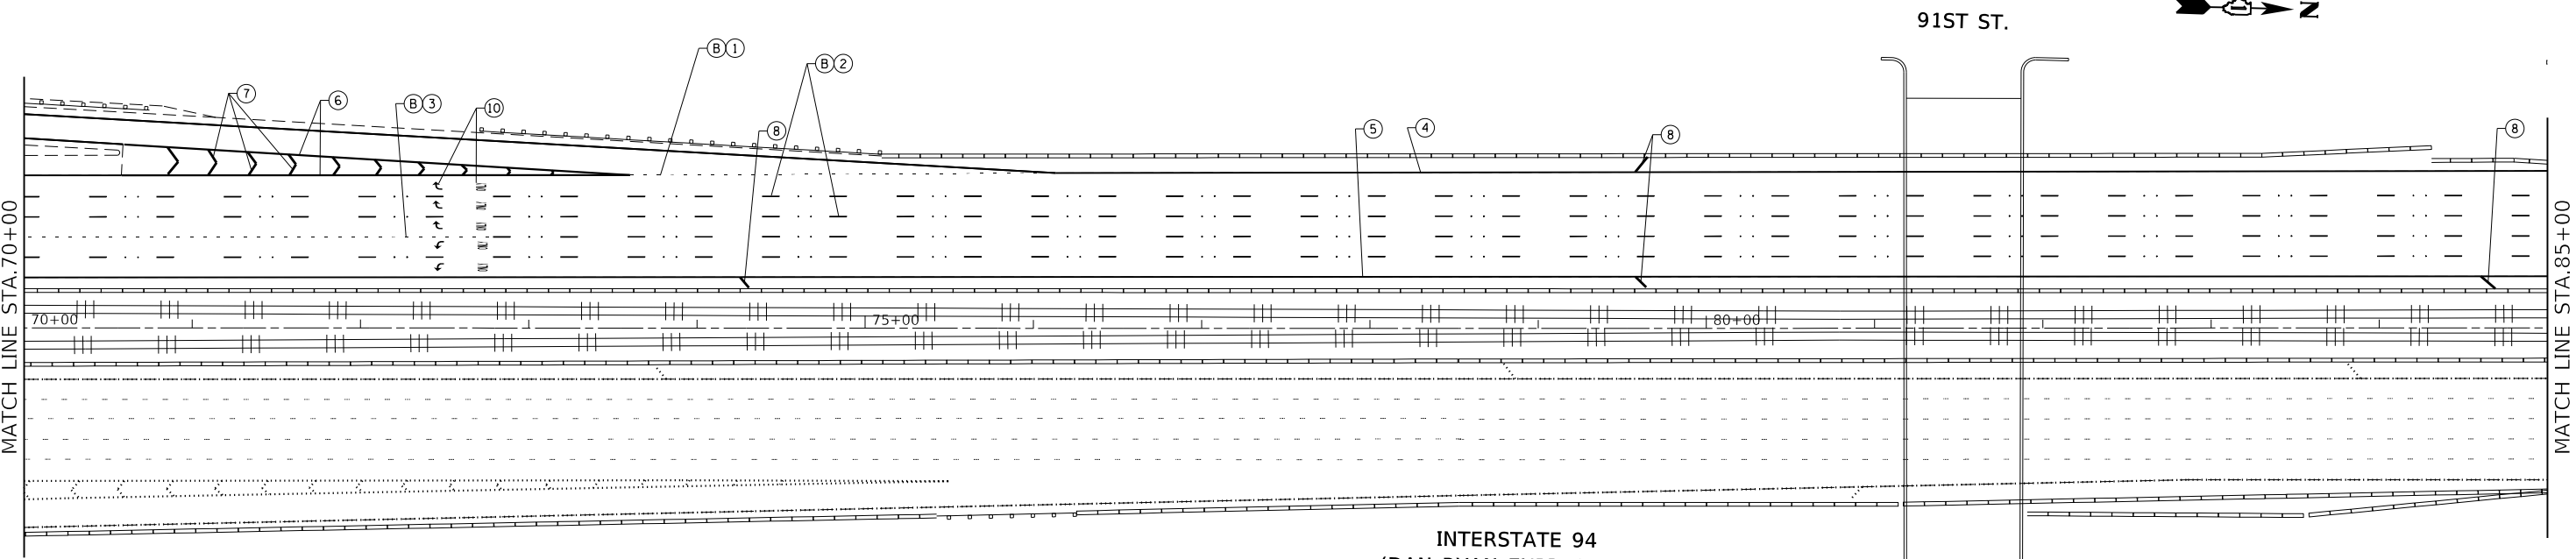 91ST ST.
N
B 1
B 2
7
6
B 3
10
8
5
4
8
8
MATCH LINE STA.70+00
MATCH LINE STA.85+00
70+00
75+00
80+00
INTERSTATE 94